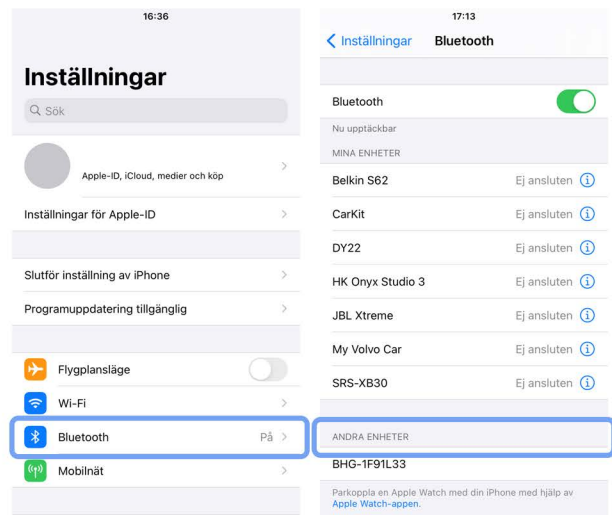 16:36
Inställningar
Sök
Apple-ID, iCloud, medier och köp
Inställningar för Apple-ID
Slutför inställning av iPhone
Programuppdatering tillgänglig
Flygplansläge
Wi-Fi
Bluetooth På
Mobilnät
17:13
Inställningar Bluetooth
Bluetooth
Nu upptäckbar
MINA ENHETER
Belkin S62 Ej ansluten
CarKit Ej ansluten
DY22 Ej ansluten
HK Onyx Studio 3 Ej ansluten
JBL Xtreme Ej ansluten
My Volvo Car Ej ansluten
SRS-XB30 Ej ansluten
ANDRA ENHETER
BHG-1F91L33
Parkoppla en Apple Watch med din iPhone med hjälp av
Apple Watch-appen.